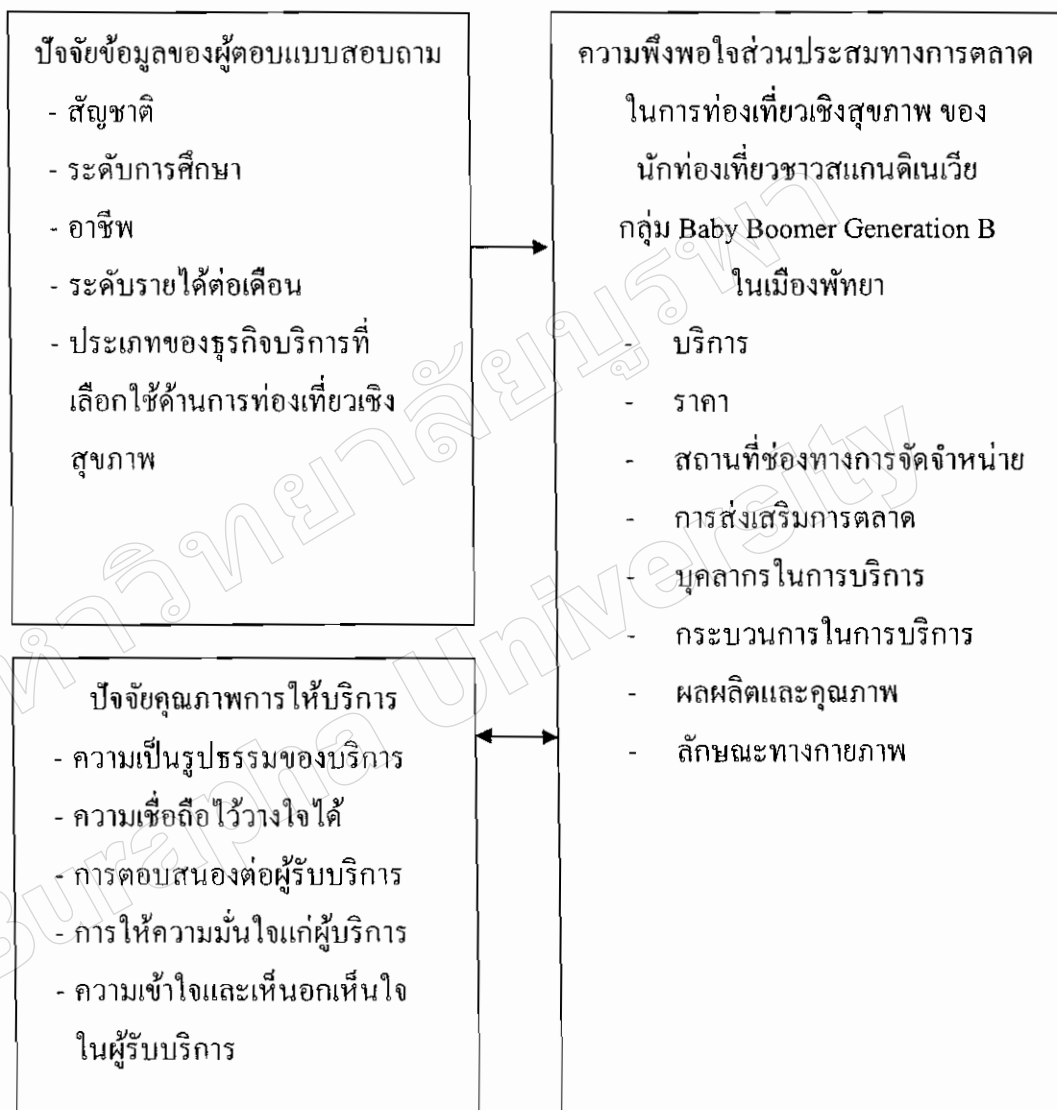 ปัจจัยข้อมูลของผู้ตอบแบบสอบถาม
- สัญชาติ
- ระดับการศึกษา
- อาชีพ
- ระดับรายได้ต่อเดือน
- ประเภทของธุรกิจบริการที่
เลือกใช้ด้านการท่องเที่ยวเชิง
สุขภาพ
ปัจจัยคุณภาพการให้บริการ
- ความเป็นรูปธรรมของบริการ
- ความเชื่อถือไว้วางใจได้
- การตอบสนองต่อผู้รับบริการ
- การให้ความมั่นใจแก่ผู้บริการ
- ความเข้าใจและเห็นอกเห็นใจ
ในผู้รับบริการ
ความพึงพอใจส่วนประสมทางการตลาด
ในการท่องเที่ยวเชิงสุขภาพ ของ
นักท่องเที่ยวชาวสแกนดิเนเวีย
กลุ่ม Baby Boomer Generation B
ในเมืองพัทยา
- บริการ
- ราคา
- สถานที่ช่องทางการจัดจำหน่าย
- การส่งเสริมการตลาด
- บุคลากรในการบริการ
- กระบวนการในการบริการ
- ผลผลิตและคุณภาพ
- ลักษณะทางกายภาพ
มหาวิทยาลัยบูรพา
Burapha University